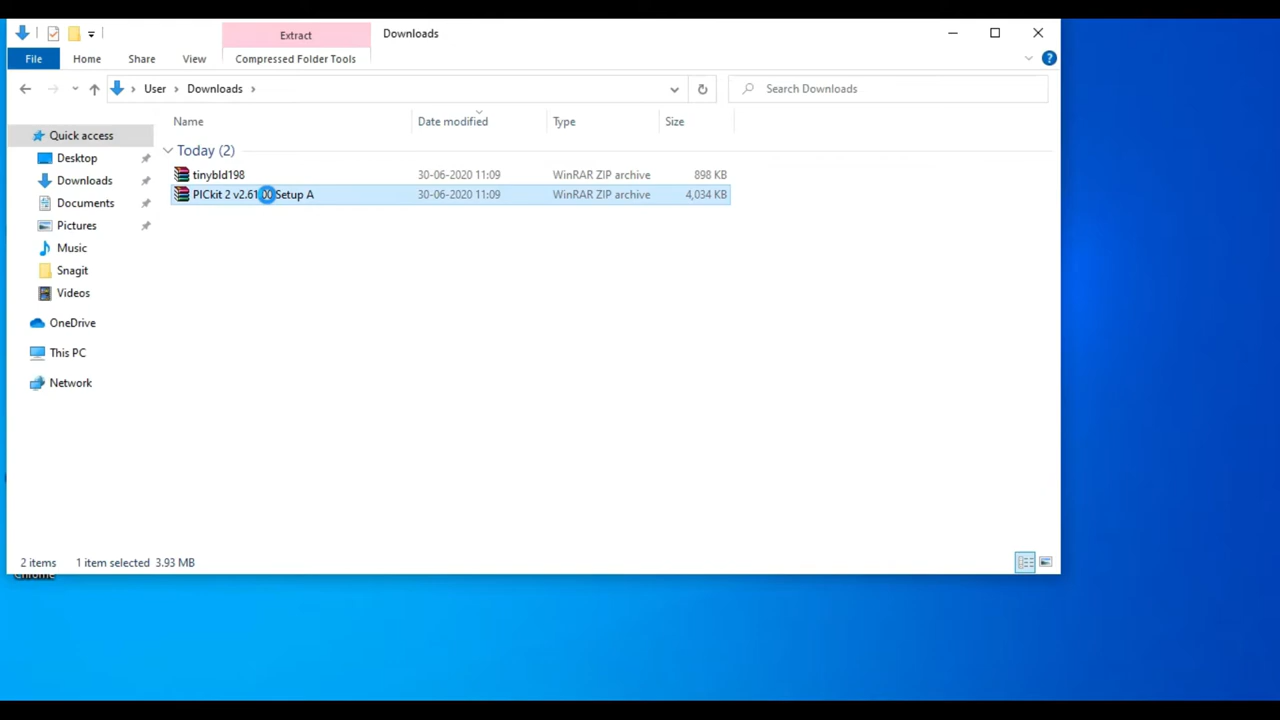 Extract
Downloads
File
Home
Share
View
Compressed Folder Tools
User
Downloads
Search Downloads
Name
Date modified
Type
Size
Quick access
Desktop
Downloads
Documents
Pictures
Music
Snagit
Videos
OneDrive
This PC
Network
Today (2)
tinybld198 30-06-2020 11:09 WinRAR ZIP archive 898 KB
PICkit 2 v2.61 Setup A 30-06-2020 11:09 WinRAR ZIP archive 4,034 KB
2 items 1 item selected 3.93 MB
Chrome